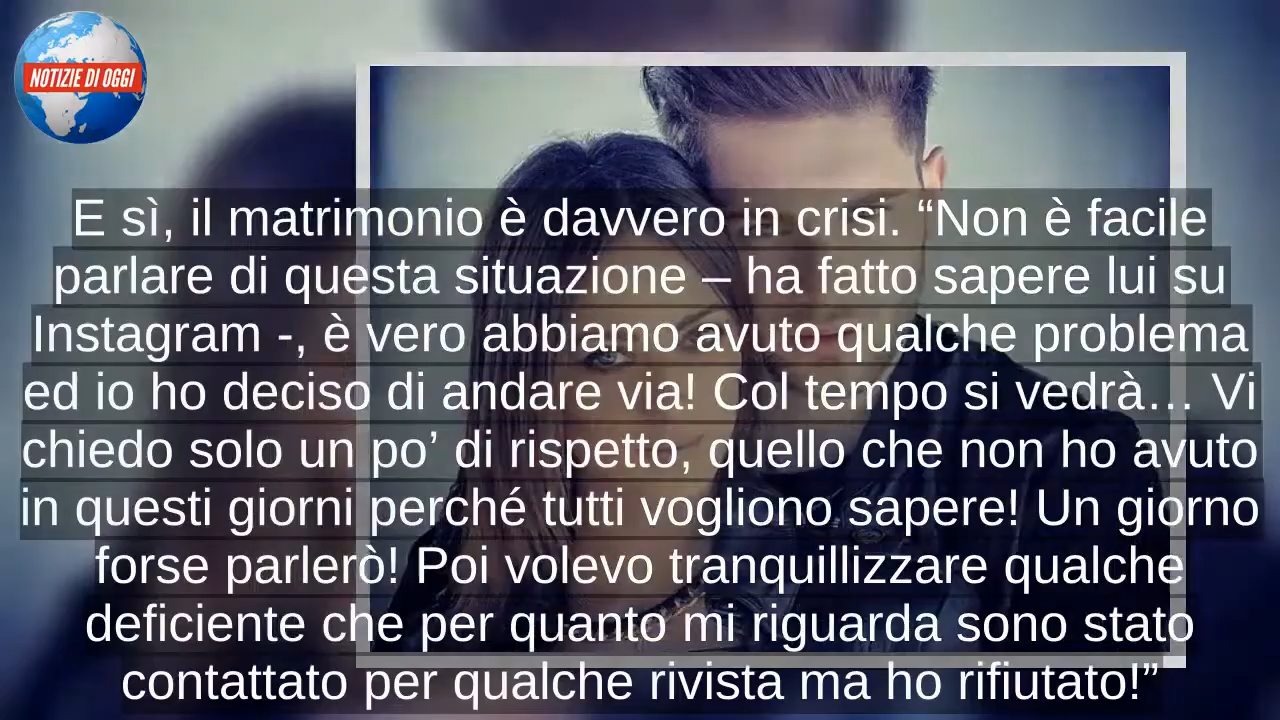 NOTIZIE DI OGGI
E sì, il matrimonio è davvero in crisi. “Non è facile
parlare di questa situazione – ha fatto sapere lui su
Instagram -, è vero abbiamo avuto qualche problema
ed io ho deciso di andare via! Col tempo si vedrà… Vi
chiedo solo un po’ di rispetto, quello che non ho avuto
in questi giorni perché tutti vogliono sapere! Un giorno
forse parlerò! Poi volevo tranquillizzare qualche
deficiente che per quanto mi riguarda sono stato
contattato per qualche rivista ma ho rifiutato!”